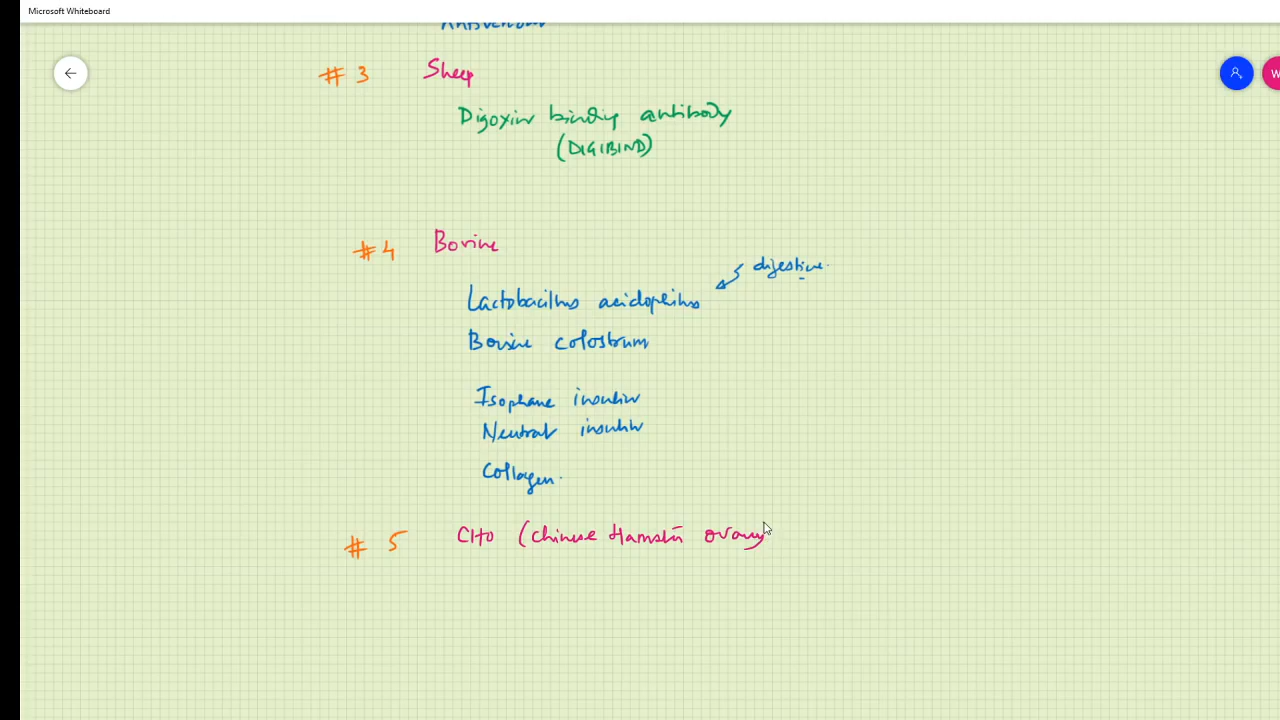 Microsoft Whiteboard
# 3 Sheep
Digoxin binding antibody
(DIGIBIND)
# 4 Bovine
digestive.
Lactobacillus acidophilus
Bovine colostrum
Isophane insulin
Neutral insulin
Collagen.
# 5 CHO (Chinese Hamster ovary
W